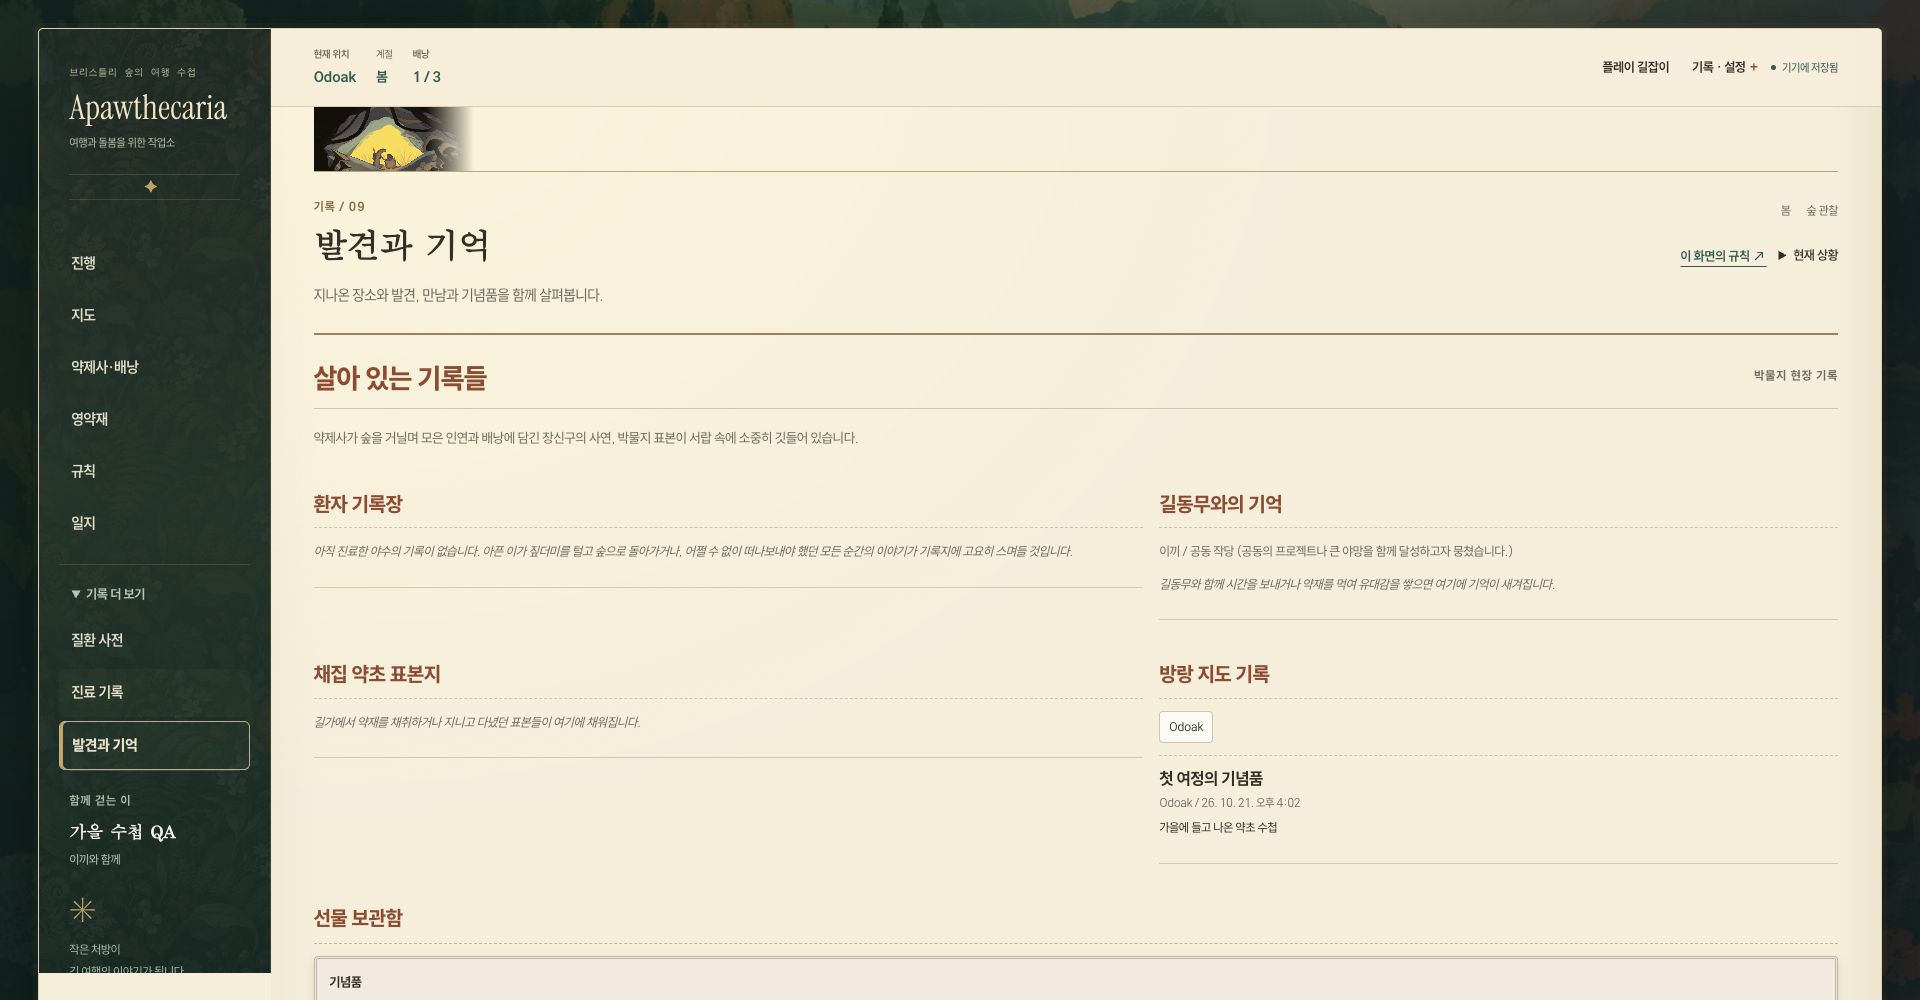 브리스틀리 숲의 여행 수첩
Apawthecaria
여행과 돌봄을 위한 작업소
진행
지도
약제사·배낭
영약재
규칙
일지
▼ 기록 더 보기
질환 사전
진료 기록
발견과 기억
함께 걷는 이
가을 수첩 QA
이끼와 함께
작은 처방이
긴 여행의 이야기가 됩니다
현재 위치 계절 배낭
Odoak 봄 1 / 3
플레이 길잡이 기록 · 설정 + • 기기에 저장됨
기록 / 09
봄 숲 관찰
발견과 기억
이 화면의 규칙 ↗ ▶ 현재 상황
지나온 장소와 발견, 만남과 기념품을 함께 살펴봅니다.
살아 있는 기록들
박물지 현장 기록
약제사가 숲을 거닐며 모은 인연과 배낭에 담긴 장신구의 사연, 박물지 표본이 서랍 속에 소중히 깃들어 있습니다.
환자 기록장
아직 진료한 야수의 기록이 없습니다. 아픈 이가 짚더미를 털고 숲으로 돌아가거나, 어쩔 수 없이 떠나보내야 했던 모든 순간의 이야기가 기록지에 고요히 스며들 것입니다.
길동무와의 기억
이끼 / 공동 작당 (공동의 프로젝트나 큰 야망을 함께 달성하고자 뭉쳤습니다.)
길동무와 함께 시간을 보내거나 약재를 먹여 유대감을 쌓으면 여기에 기억이 새겨집니다.
채집 약초 표본지
길가에서 약재를 채취하거나 지니고 다녔던 표본들이 여기에 채워집니다.
방랑 지도 기록
Odoak
첫 여정의 기념품
Odoak / 26. 10. 21. 오후 4:02
가을에 들고 나온 약초 수첩
선물 보관함
기념품